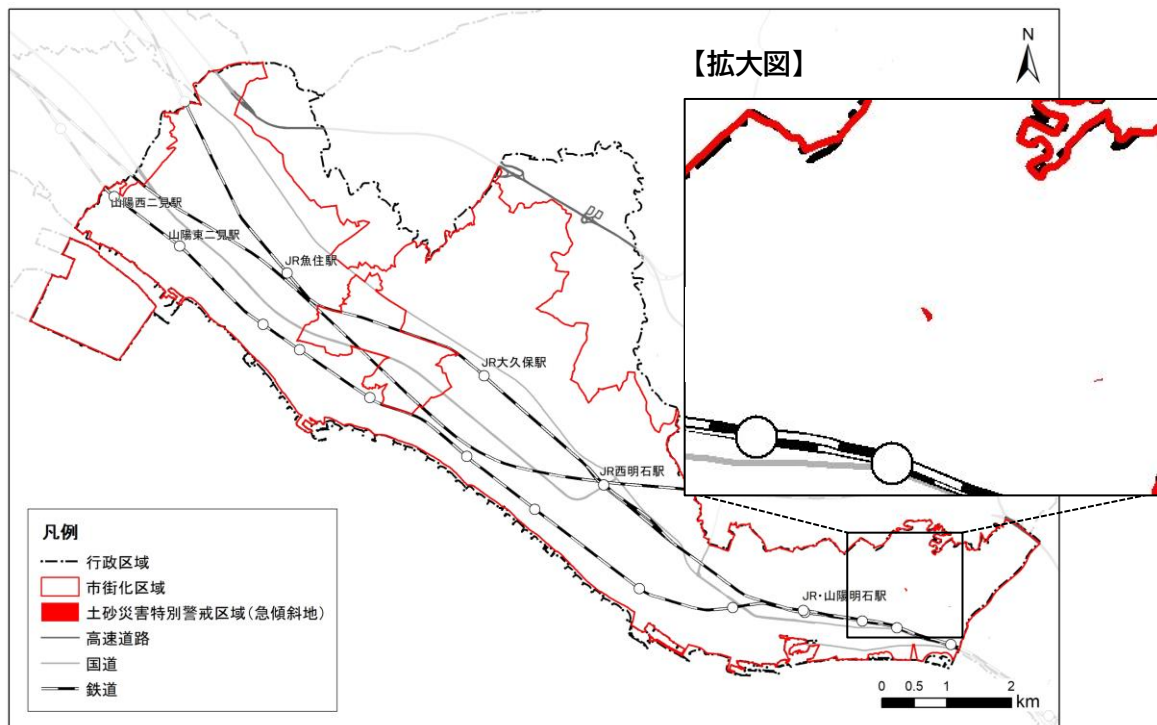 【拡大図】
N
山陽西二見駅
山陽東二見駅
JR魚住駅
JR大久保駅
JR西明石駅
JR・山陽明石駅
凡例
行政区域
市街化区域
土砂災害特別警戒区域(急傾斜地)
高速道路
国道
鉄道
0 0.5 1 2
km